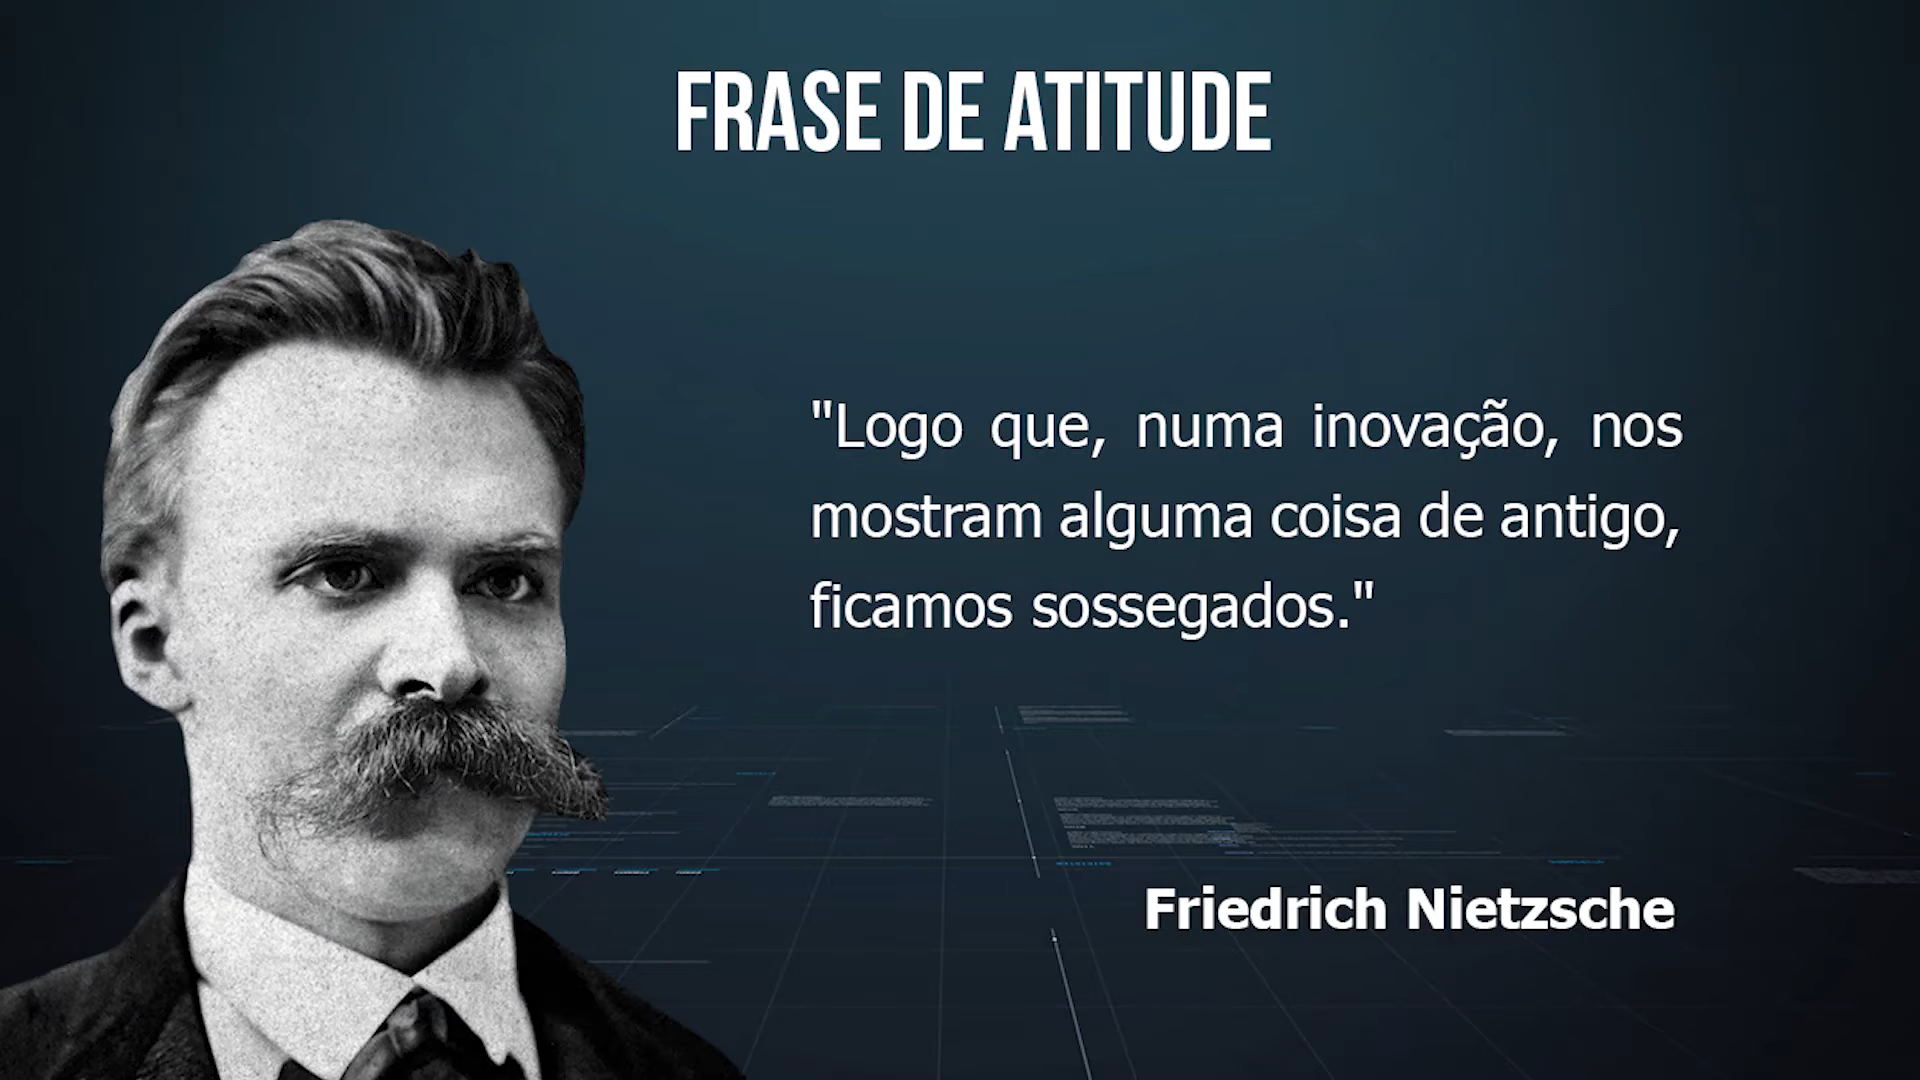 FRASE DE ATITUDE
"Logo que, numa inovação, nos
mostram alguma coisa de antigo,
ficamos sossegados."
Friedrich Nietzsche